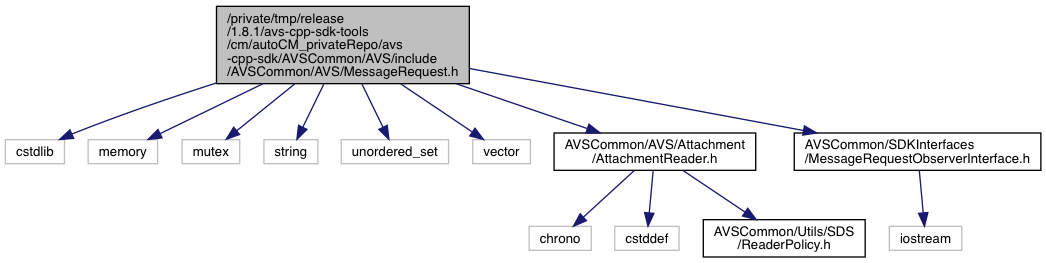 /private/tmp/release
/1.8.1/avs-cpp-sdk-tools
/cm/autoCM_privateRepo/avs
-cpp-sdk/AVSCommon/AVS/include
/AVSCommon/AVS/MessageRequest.h
cstdlib
memory
mutex
string
unordered_set
vector
AVSCommon/AVS/Attachment
/AttachmentReader.h
AVSCommon/SDKInterfaces
/MessageRequestObserverInterface.h
chrono
cstddef
AVSCommon/Utils/SDS
/ReaderPolicy.h
iostream